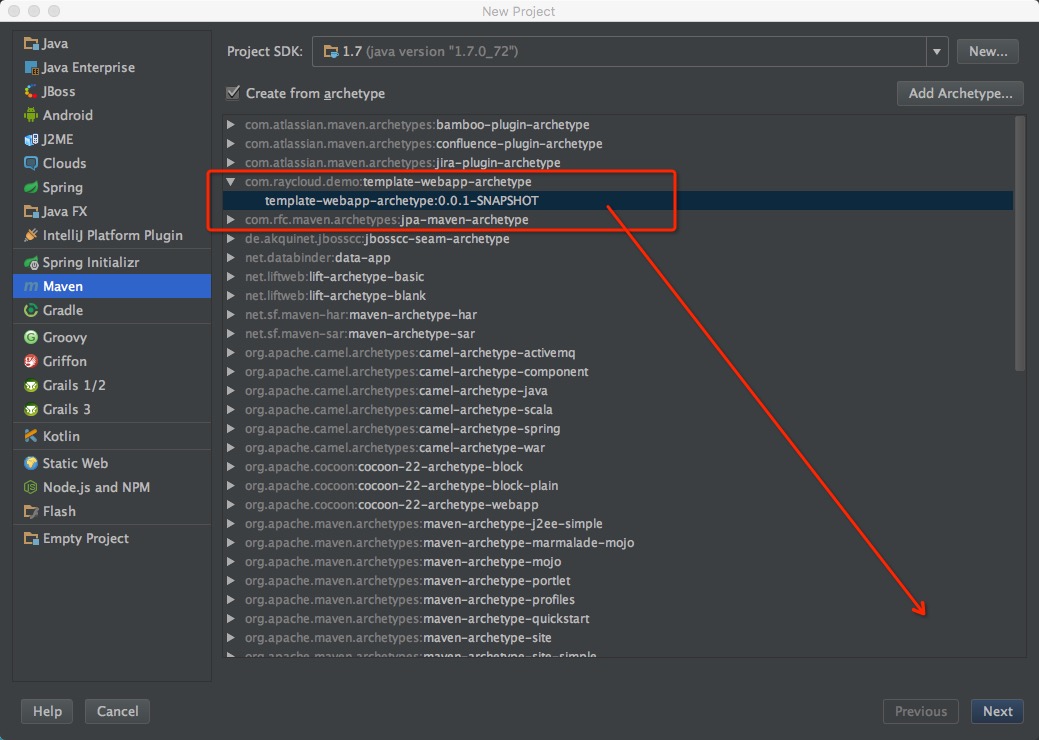 New Project
Java
Java Enterprise
JBoss
Android
J2ME
Clouds
Spring
Java FX
IntelliJ Platform Plugin
Spring Initializr
Maven
Gradle
Groovy
Griffon
Grails 1/2
Grails 3
Kotlin
Static Web
Node.js and NPM
Flash
Empty Project
Project SDK: 1.7 (java version "1.7.0_72") New...
Create from archetype Add Archetype...
com.atlassian.maven.archetypes:bamboo-plugin-archetype
com.atlassian.maven.archetypes:confluence-plugin-archetype
com.atlassian.maven.archetypes:jira-plugin-archetype
com.raycloud.demo:template-webapp-archetype
template-webapp-archetype:0.0.1-SNAPSHOT
com.rfc.maven.archetypes:jpa-maven-archetype
de.akquinet.jbosscc:jbosscc-seam-archetype
net.databinder:data-app
net.liftweb:lift-archetype-basic
net.liftweb:lift-archetype-blank
net.sf.maven-har:maven-archetype-har
net.sf.maven-sar:maven-archetype-sar
org.apache.camel.archetypes:camel-archetype-activemq
org.apache.camel.archetypes:camel-archetype-component
org.apache.camel.archetypes:camel-archetype-java
org.apache.camel.archetypes:camel-archetype-scala
org.apache.camel.archetypes:camel-archetype-spring
org.apache.camel.archetypes:camel-archetype-war
org.apache.cocoon:cocoon-22-archetype-block
org.apache.cocoon:cocoon-22-archetype-block-plain
org.apache.cocoon:cocoon-22-archetype-webapp
org.apache.maven.archetypes:maven-archetype-j2ee-simple
org.apache.maven.archetypes:maven-archetype-marmalade-mojo
org.apache.maven.archetypes:maven-archetype-mojo
org.apache.maven.archetypes:maven-archetype-portlet
org.apache.maven.archetypes:maven-archetype-profiles
org.apache.maven.archetypes:maven-archetype-quickstart
org.apache.maven.archetypes:maven-archetype-site
org.apache.maven.archetypes:maven-archetype-site-simple
Help Cancel Previous Next